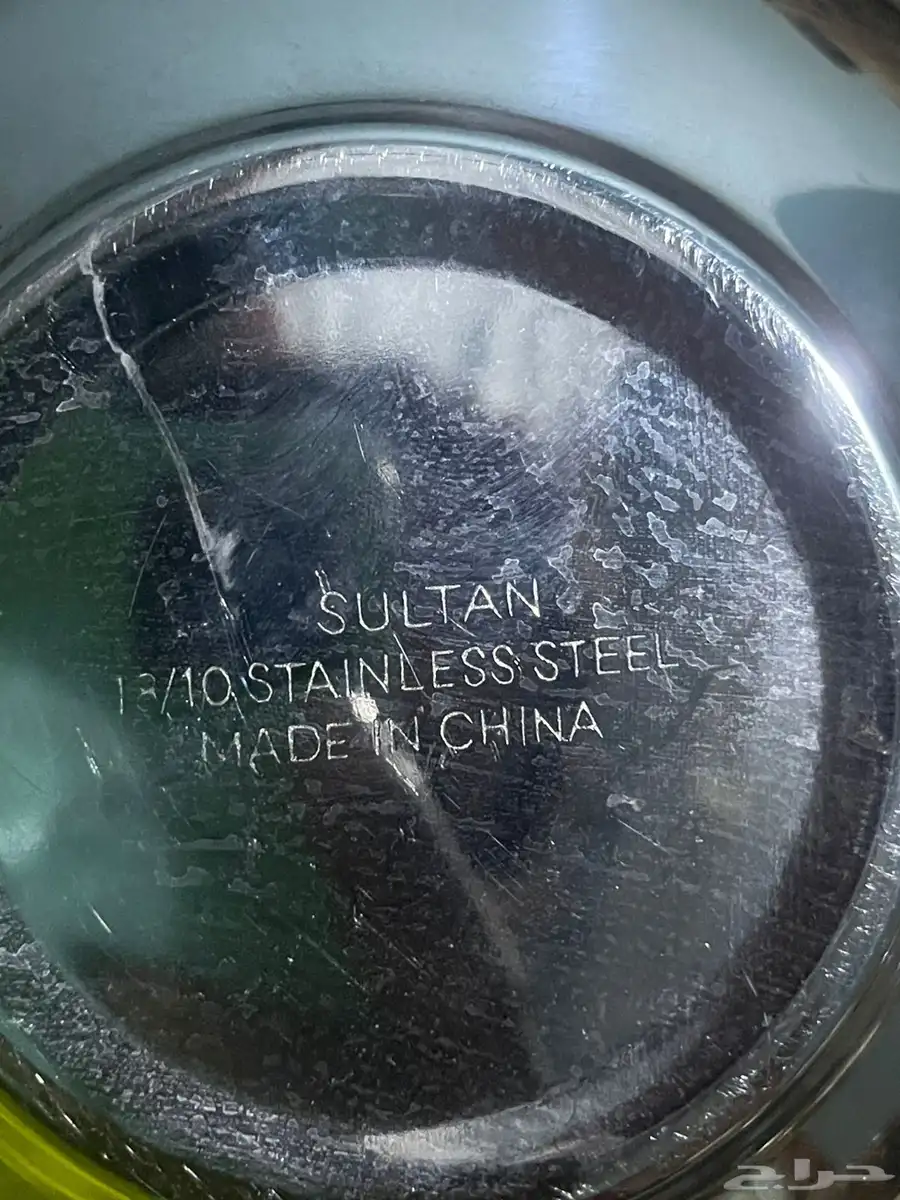 SULTAN
18/10 STAINLESS STEEL
MADE IN CHINA
حراج